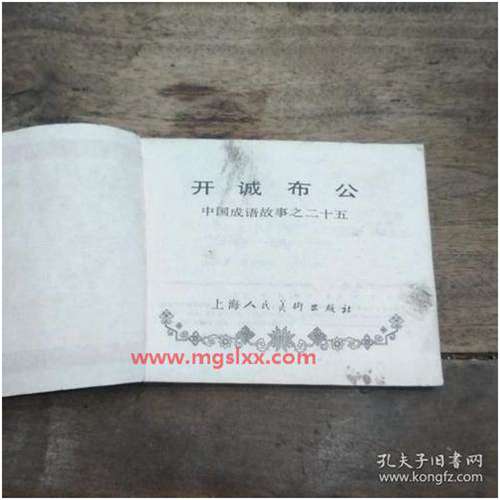 开诚布公
中国成语故事之二十五
上海人民美術出版社
www.mgslxx.com
孔夫子旧书网
www.kongfz.com